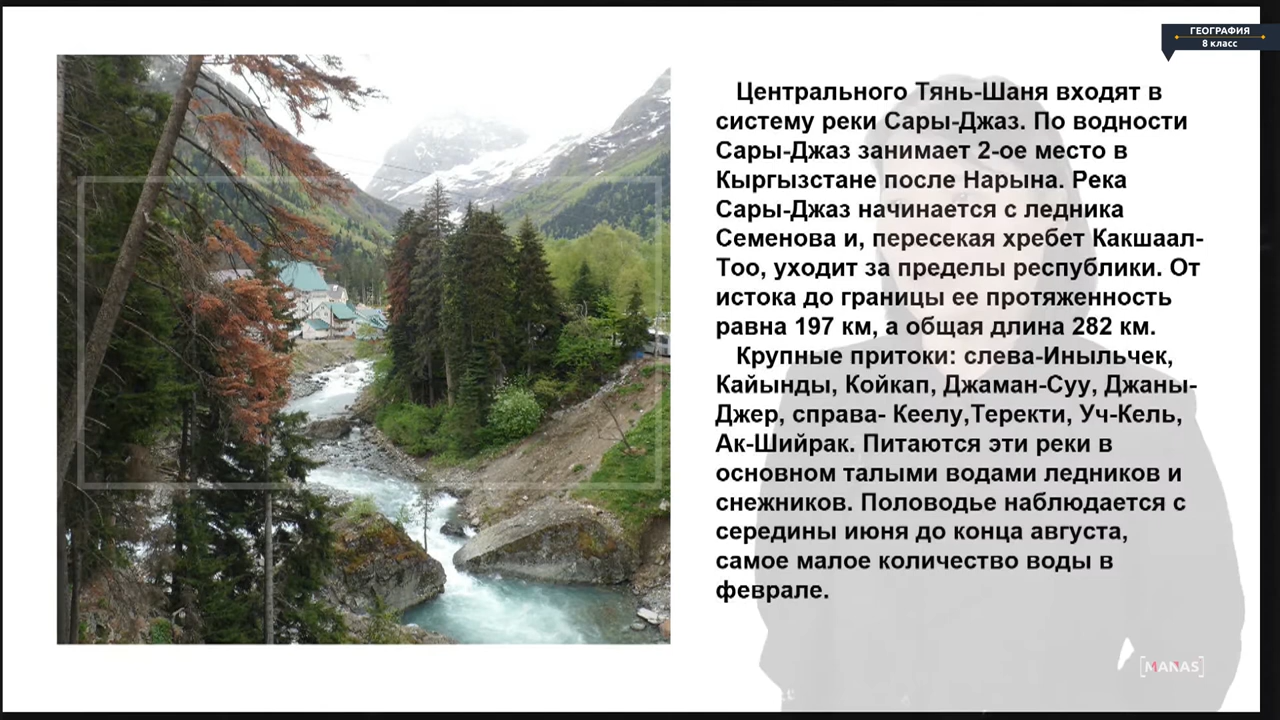 ГЕОГРАФИЯ
8 класс
Центрального Тянь-Шаня входят в
систему реки Сары-Джаз. По водности
Сары-Джаз занимает 2-ое место в
Кыргызстане после Нарына. Река
Сары-Джаз начинается с ледника
Семенова и, пересекая хребет Какшаал-
Тоо, уходит за пределы республики. От
истока до границы ее протяженность
равна 197 км, а общая длина 282 км.
Крупные притоки: слева-Иныльчек,
Кайынды, Койкап, Джаман-Суу, Джаны-
Джер, справа- Кеелу,Теректи, Уч-Кель,
Ак-Шийрак. Питаются эти реки в
основном талыми водами ледников и
снежников. Половодье наблюдается с
середины июня до конца августа,
самое малое количество воды в
феврале.
[MANAS]